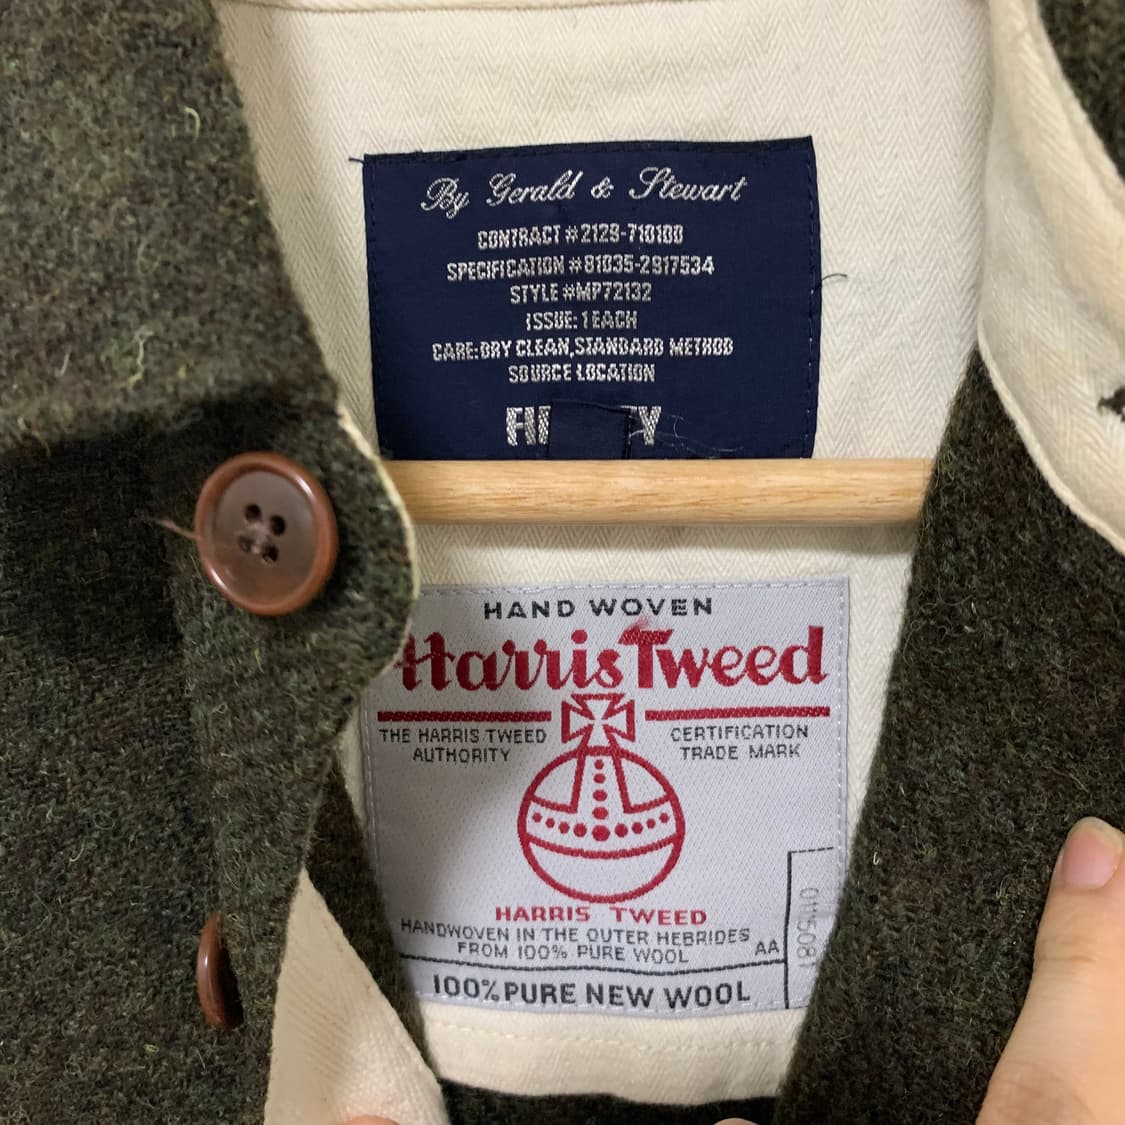 By Gerald & Stewart
CONTRACT #2129-710100
SPECIFICATION #81035-2917534
STYLE #MP72132
ISSUE: 1 EACH
CARE: DRY CLEAN, STANDARD METHOD
SOURCE LOCATION
HAND WOVEN
Harris Tweed
THE HARRIS TWEED
AUTHORITY
CERTIFICATION
TRADE MARK
HARRIS TWEED
HANDWOVEN IN THE OUTER HEBRIDES
FROM 100% PURE WOOL
AA
100% PURE NEW WOOL